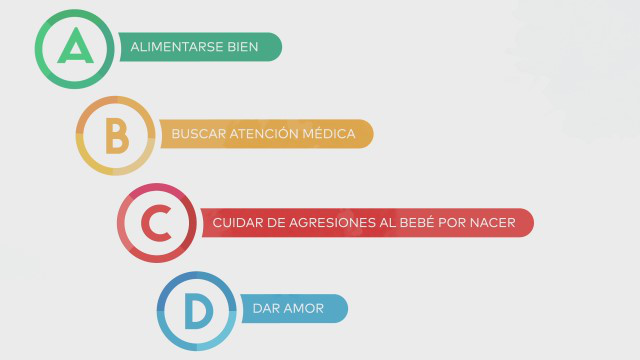 A
ALIMENTARSE BIEN
B
BUSCAR ATENCIÓN MÉDICA
C
CUIDAR DE AGRESIONES AL BEBÉ POR NACER
D
DAR AMOR